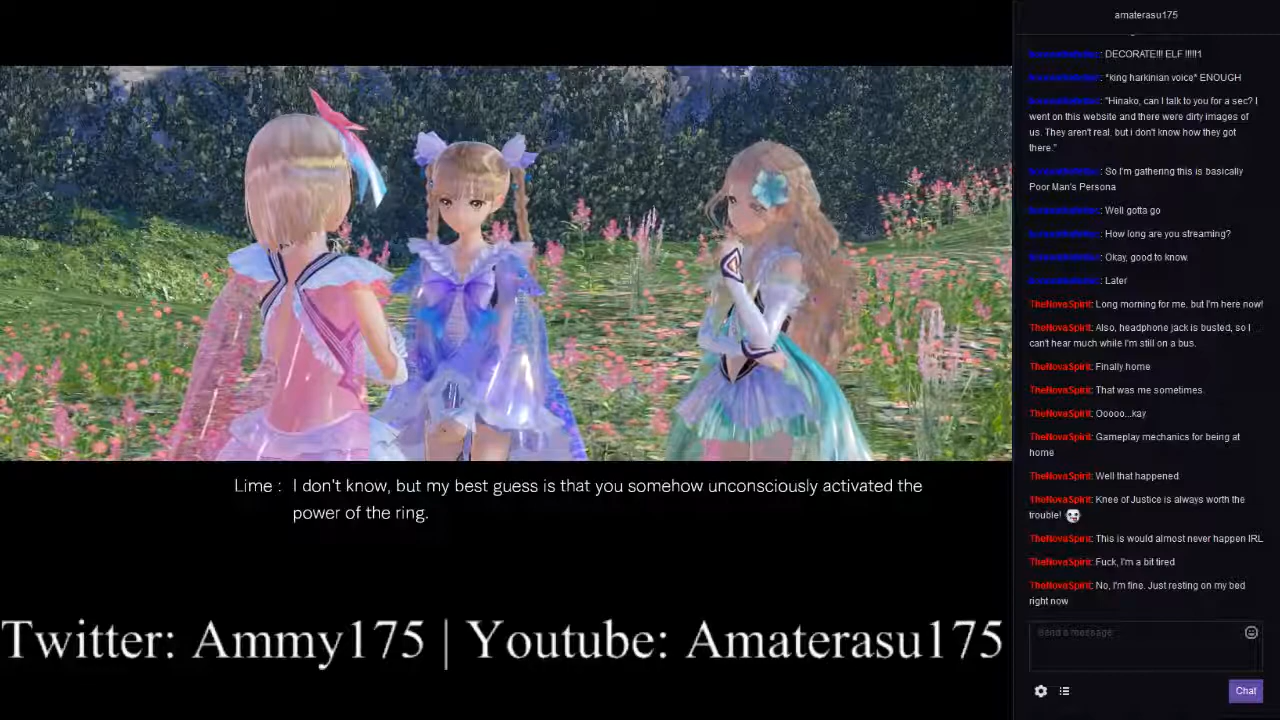 amaterasu175
: DECORATE!!! ELF !!!!!1
: *king harkinian voice* ENOUGH
: "Hinako, can I talk to you for a sec? I
went on this website and there were dirty images of
us. They aren't real, but i don't know how they got
there."
: So I'm gathering this is basically
Poor Man's Persona
: Well gotta go
: How long are you streaming?
: Okay, good to know.
: Later
TheNovaSpirit: Long morning for me, but I'm here now!
TheNovaSpirit: Also, headphone jack is busted, so I
can't hear much while I'm still on a bus.
TheNovaSpirit: Finally home
TheNovaSpirit: That was me sometimes.
TheNovaSpirit: Ooooo...kay
TheNovaSpirit: Gameplay mechanics for being at
home
TheNovaSpirit: Well that happened
TheNovaSpirit: Knee of Justice is always worth the
trouble!
TheNovaSpirit: This is would almost never happen IRL
TheNovaSpirit: Fuck, I'm a bit tired
TheNovaSpirit: No, I'm fine. Just resting on my bed
right now
Send a message
Chat
Lime : I don't know, but my best guess is that you somehow unconsciously activated the
power of the ring.
Twitter: Ammy175 | Youtube: Amaterasu175